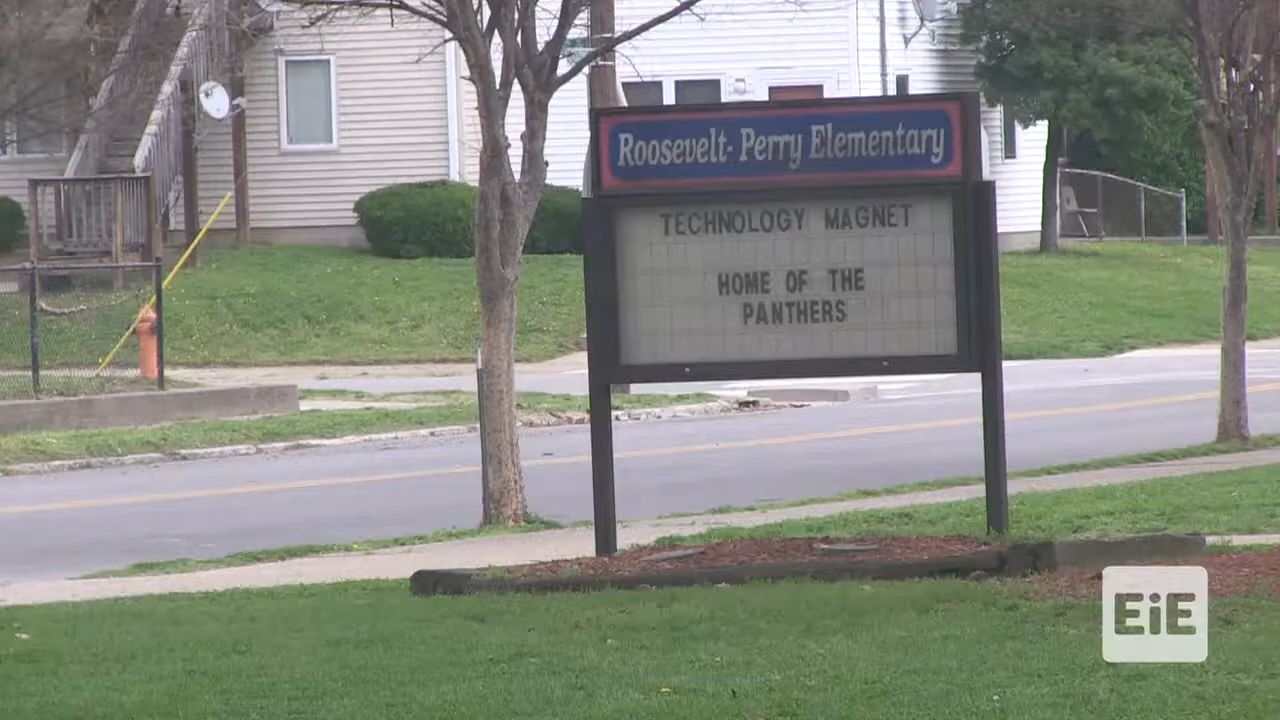 Roosevelt-Perry Elementary
TECHNOLOGY MAGNET
HOME OF THE
PANTHERS
EiE